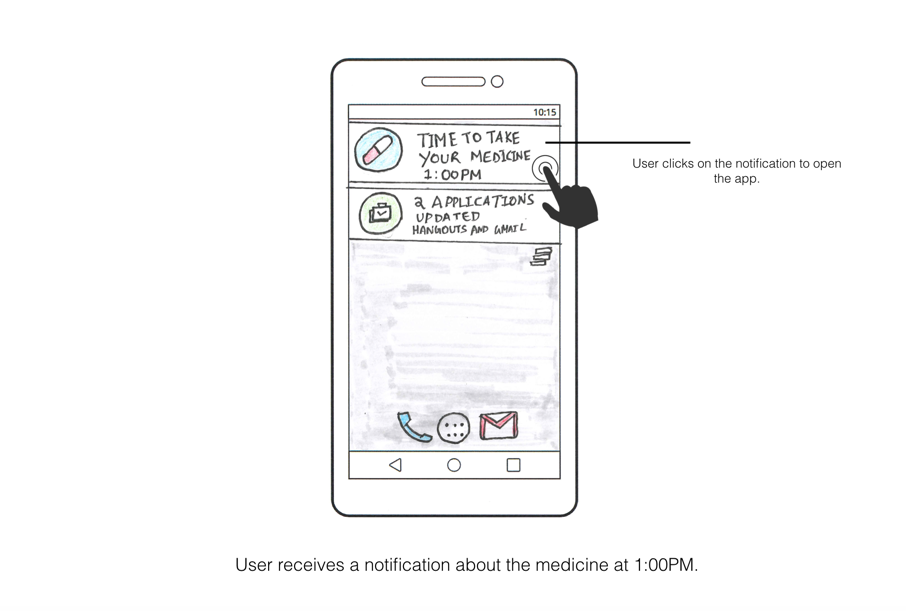 10:15
TIME TO TAKE
YOUR MEDICINE
1:00PM
User clicks on the notification to open
the app.
2 APPLICATIONS
UPDATED
HANGOUTS AND GMAIL
User receives a notification about the medicine at 1:00PM.